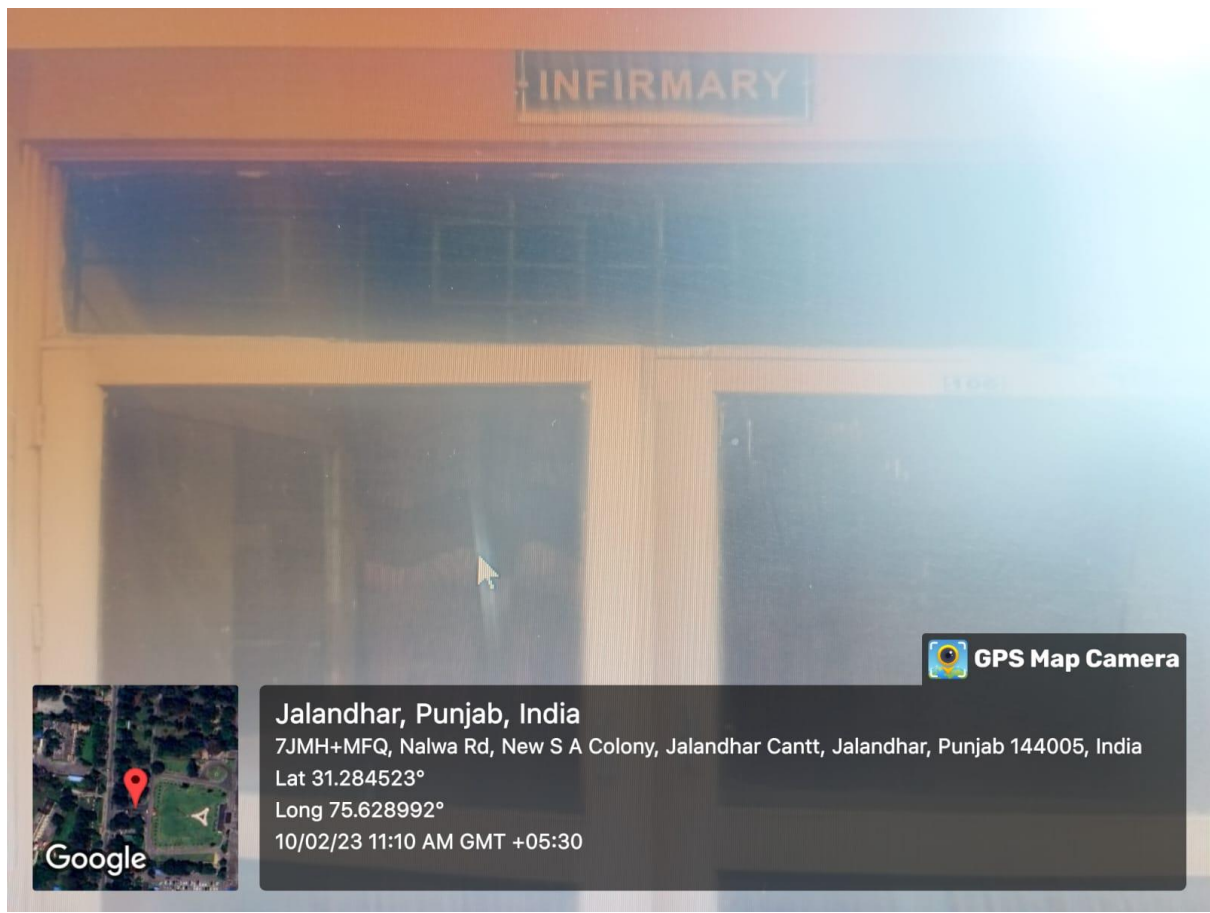 INFIRMARY
GPS Map Camera
Jalandhar, Punjab, India
7JMH+MFQ, Nalwa Rd, New S A Colony, Jalandhar Cantt, Jalandhar, Punjab 144005, India
Lat 31.284523°
Long 75.628992°
10/02/23 11:10 AM GMT +05:30
Google